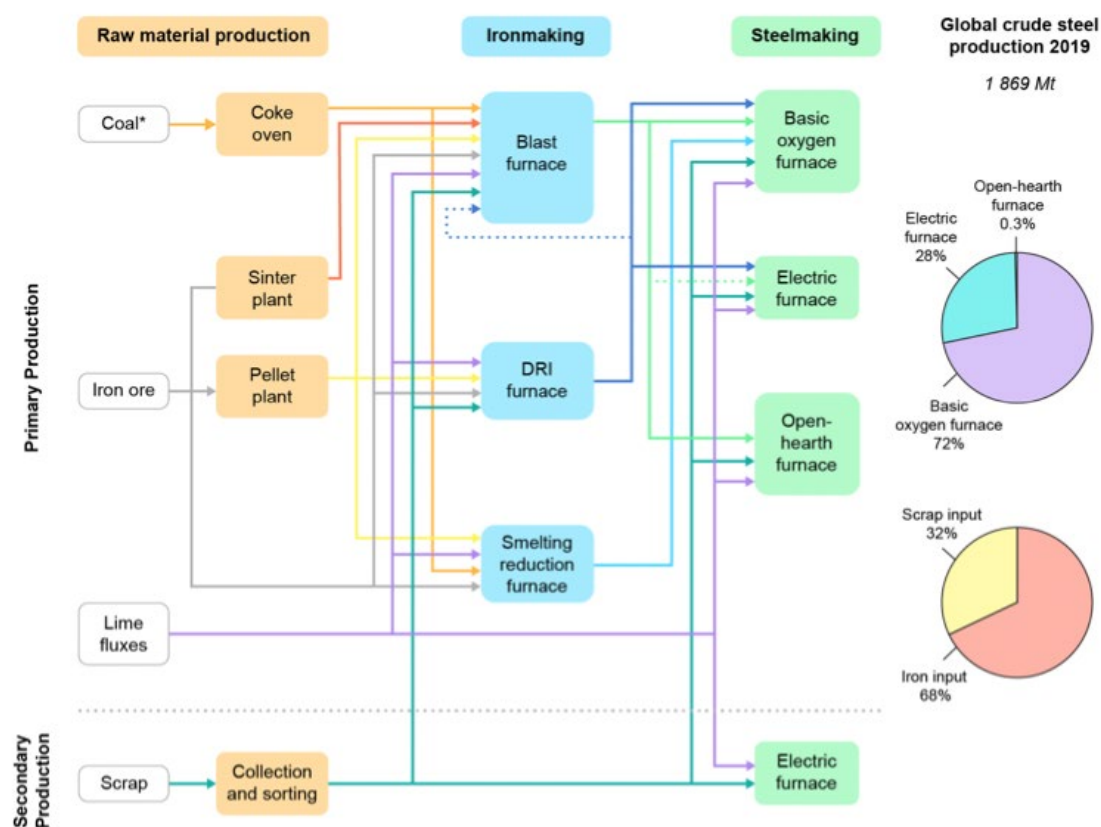 Raw material production
Ironmaking
Steelmaking
Global crude steel
production 2019
1 869 Mt
Primary Production
Coal*
Coke
oven
Blast
furnace
Basic
oxygen
furnace
Sinter
plant
Electric
furnace
Iron ore
Pellet
plant
DRI
furnace
Open-
hearth
furnace
Smelting
reduction
furnace
Lime
fluxes
Open-hearth
furnace
0.3%
Electric
furnace
28%
Basic
oxygen furnace
72%
Scrap input
32%
Iron input
68%
Secondary
Production
Scrap
Collection
and sorting
Electric
furnace